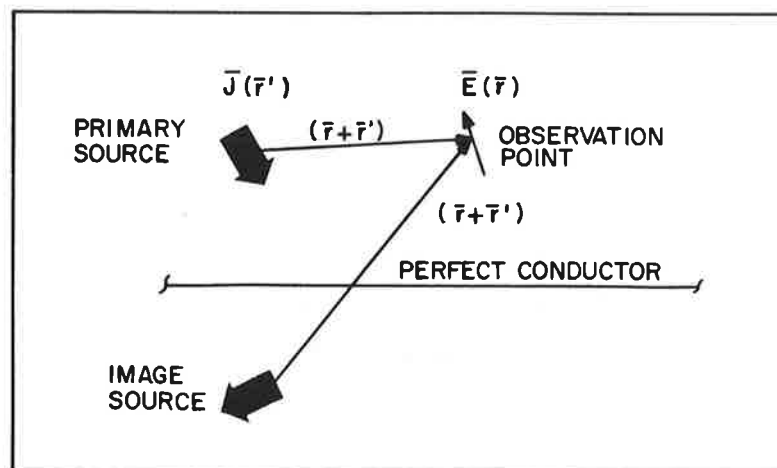 J̄(r̄')
Ē(r̄)
PRIMARY
SOURCE
(r̄+r̄')
OBSERVATION
POINT
(r̄+r̄')
PERFECT CONDUCTOR
IMAGE
SOURCE